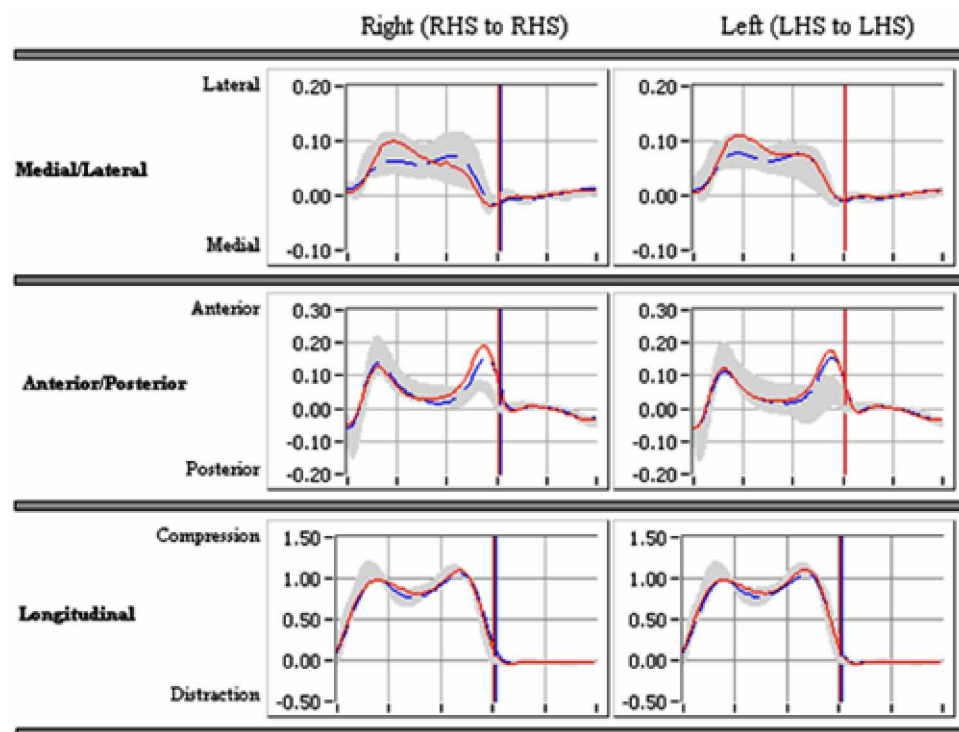 Right (RHS to RHS) Left (LHS to LHS)
Lateral 0.20 0.20
0.10 0.10
Medial/Lateral
0.00 0.00
Medial -0.10 -0.10
Anterior 0.30 0.30
0.20 0.20
Anterior/Posterior 0.10 0.10
0.00 0.00
-0.10 -0.10
Posterior -0.20 -0.20
Compression 1.50 1.50
1.00 1.00
Longitudinal 0.50 0.50
0.00 0.00
Distraction -0.50 -0.50